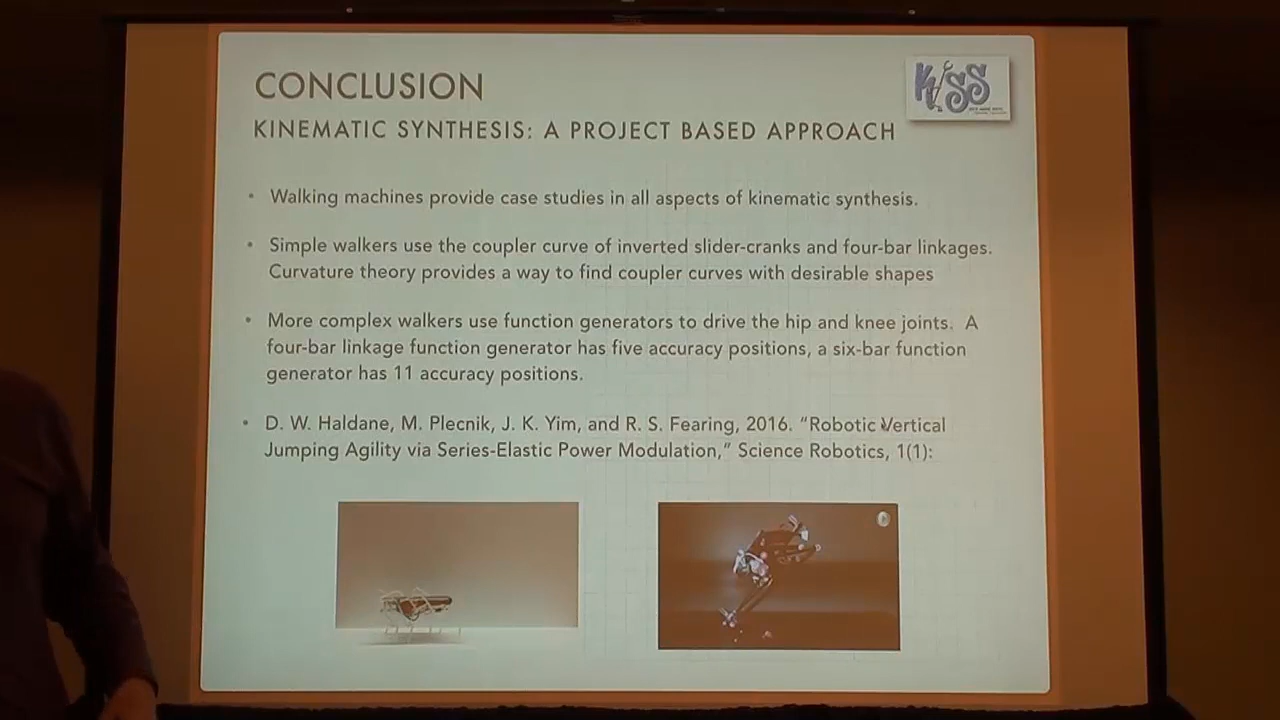 CONCLUSION
KISS
KINEMATIC SYNTHESIS: A PROJECT BASED APPROACH
• Walking machines provide case studies in all aspects of kinematic synthesis.
• Simple walkers use the coupler curve of inverted slider-cranks and four-bar linkages.
Curvature theory provides a way to find coupler curves with desirable shapes
• More complex walkers use function generators to drive the hip and knee joints. A
four-bar linkage function generator has five accuracy positions, a six-bar function
generator has 11 accuracy positions.
• D. W. Haldane, M. Plecnik, J. K. Yim, and R. S. Fearing, 2016. “Robotic Vertical
Jumping Agility via Series-Elastic Power Modulation,” Science Robotics, 1(1):